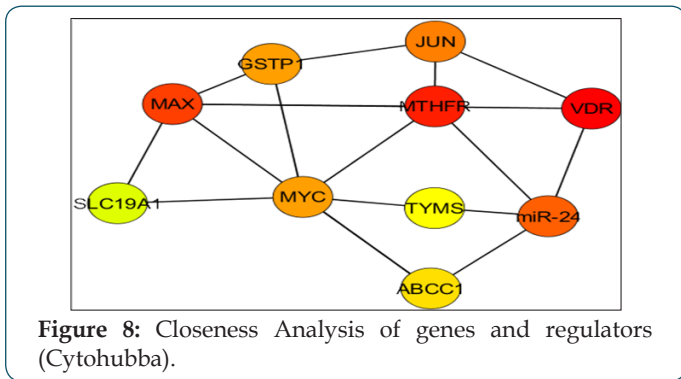 JUN
GSTP1
MAX
MTHFR
VDR
SLC19A1
MYC
TYMS
miR-24
ABCC1
Figure 8: Closeness Analysis of genes and regulators
(Cytohubba).